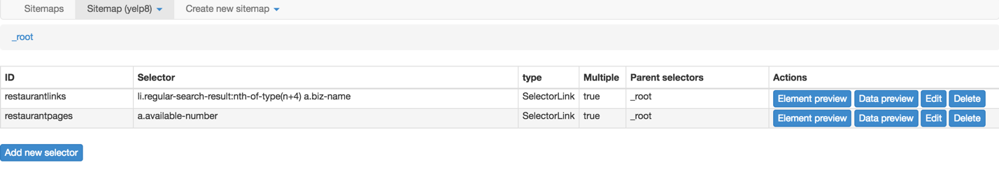 Sitemaps Sitemap (yelp8) Create new sitemap
_root
ID Selector type Multiple Parent selectors Actions
restaurantlinks li.regular-search-result:nth-of-type(n+4) a.biz-name SelectorLink true _root Element preview Data preview Edit Delete
restaurantpages a.available-number SelectorLink true _root Element preview Data preview Edit Delete
Add new selector